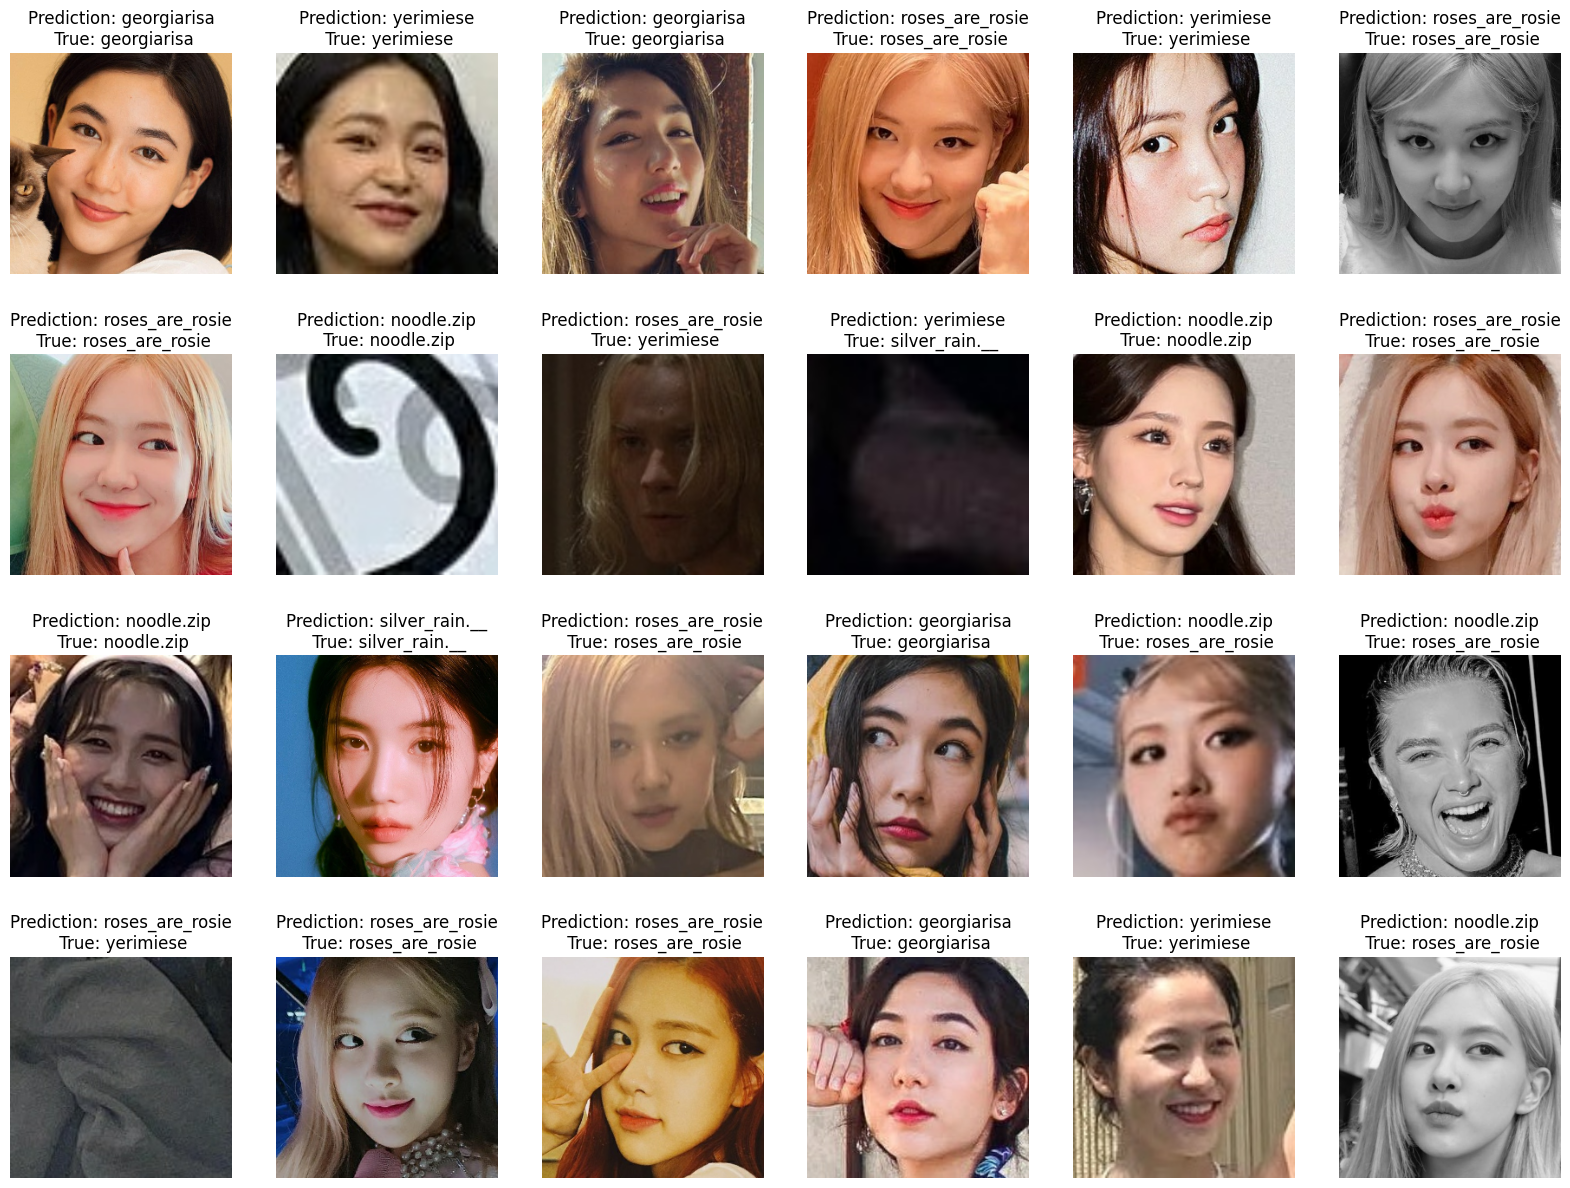 Prediction: georgiarisa
True: georgiarisa
Prediction: yerimiese
True: yerimiese
Prediction: georgiarisa
True: georgiarisa
Prediction: roses_are_rosie
True: roses_are_rosie
Prediction: yerimiese
True: yerimiese
Prediction: roses_are_rosie
True: roses_are_rosie
Prediction: roses_are_rosie
True: roses_are_rosie
Prediction: noodle.zip
True: noodle.zip
Prediction: roses_are_rosie
True: yerimiese
Prediction: yerimiese
True: silver_rain.__
Prediction: noodle.zip
True: noodle.zip
Prediction: roses_are_rosie
True: roses_are_rosie
Prediction: noodle.zip
True: noodle.zip
Prediction: silver_rain.__
True: silver_rain.__
Prediction: roses_are_rosie
True: roses_are_rosie
Prediction: georgiarisa
True: georgiarisa
Prediction: noodle.zip
True: roses_are_rosie
Prediction: noodle.zip
True: roses_are_rosie
Prediction: roses_are_rosie
True: yerimiese
Prediction: roses_are_rosie
True: roses_are_rosie
Prediction: roses_are_rosie
True: roses_are_rosie
Prediction: georgiarisa
True: georgiarisa
Prediction: yerimiese
True: yerimiese
Prediction: noodle.zip
True: roses_are_rosie